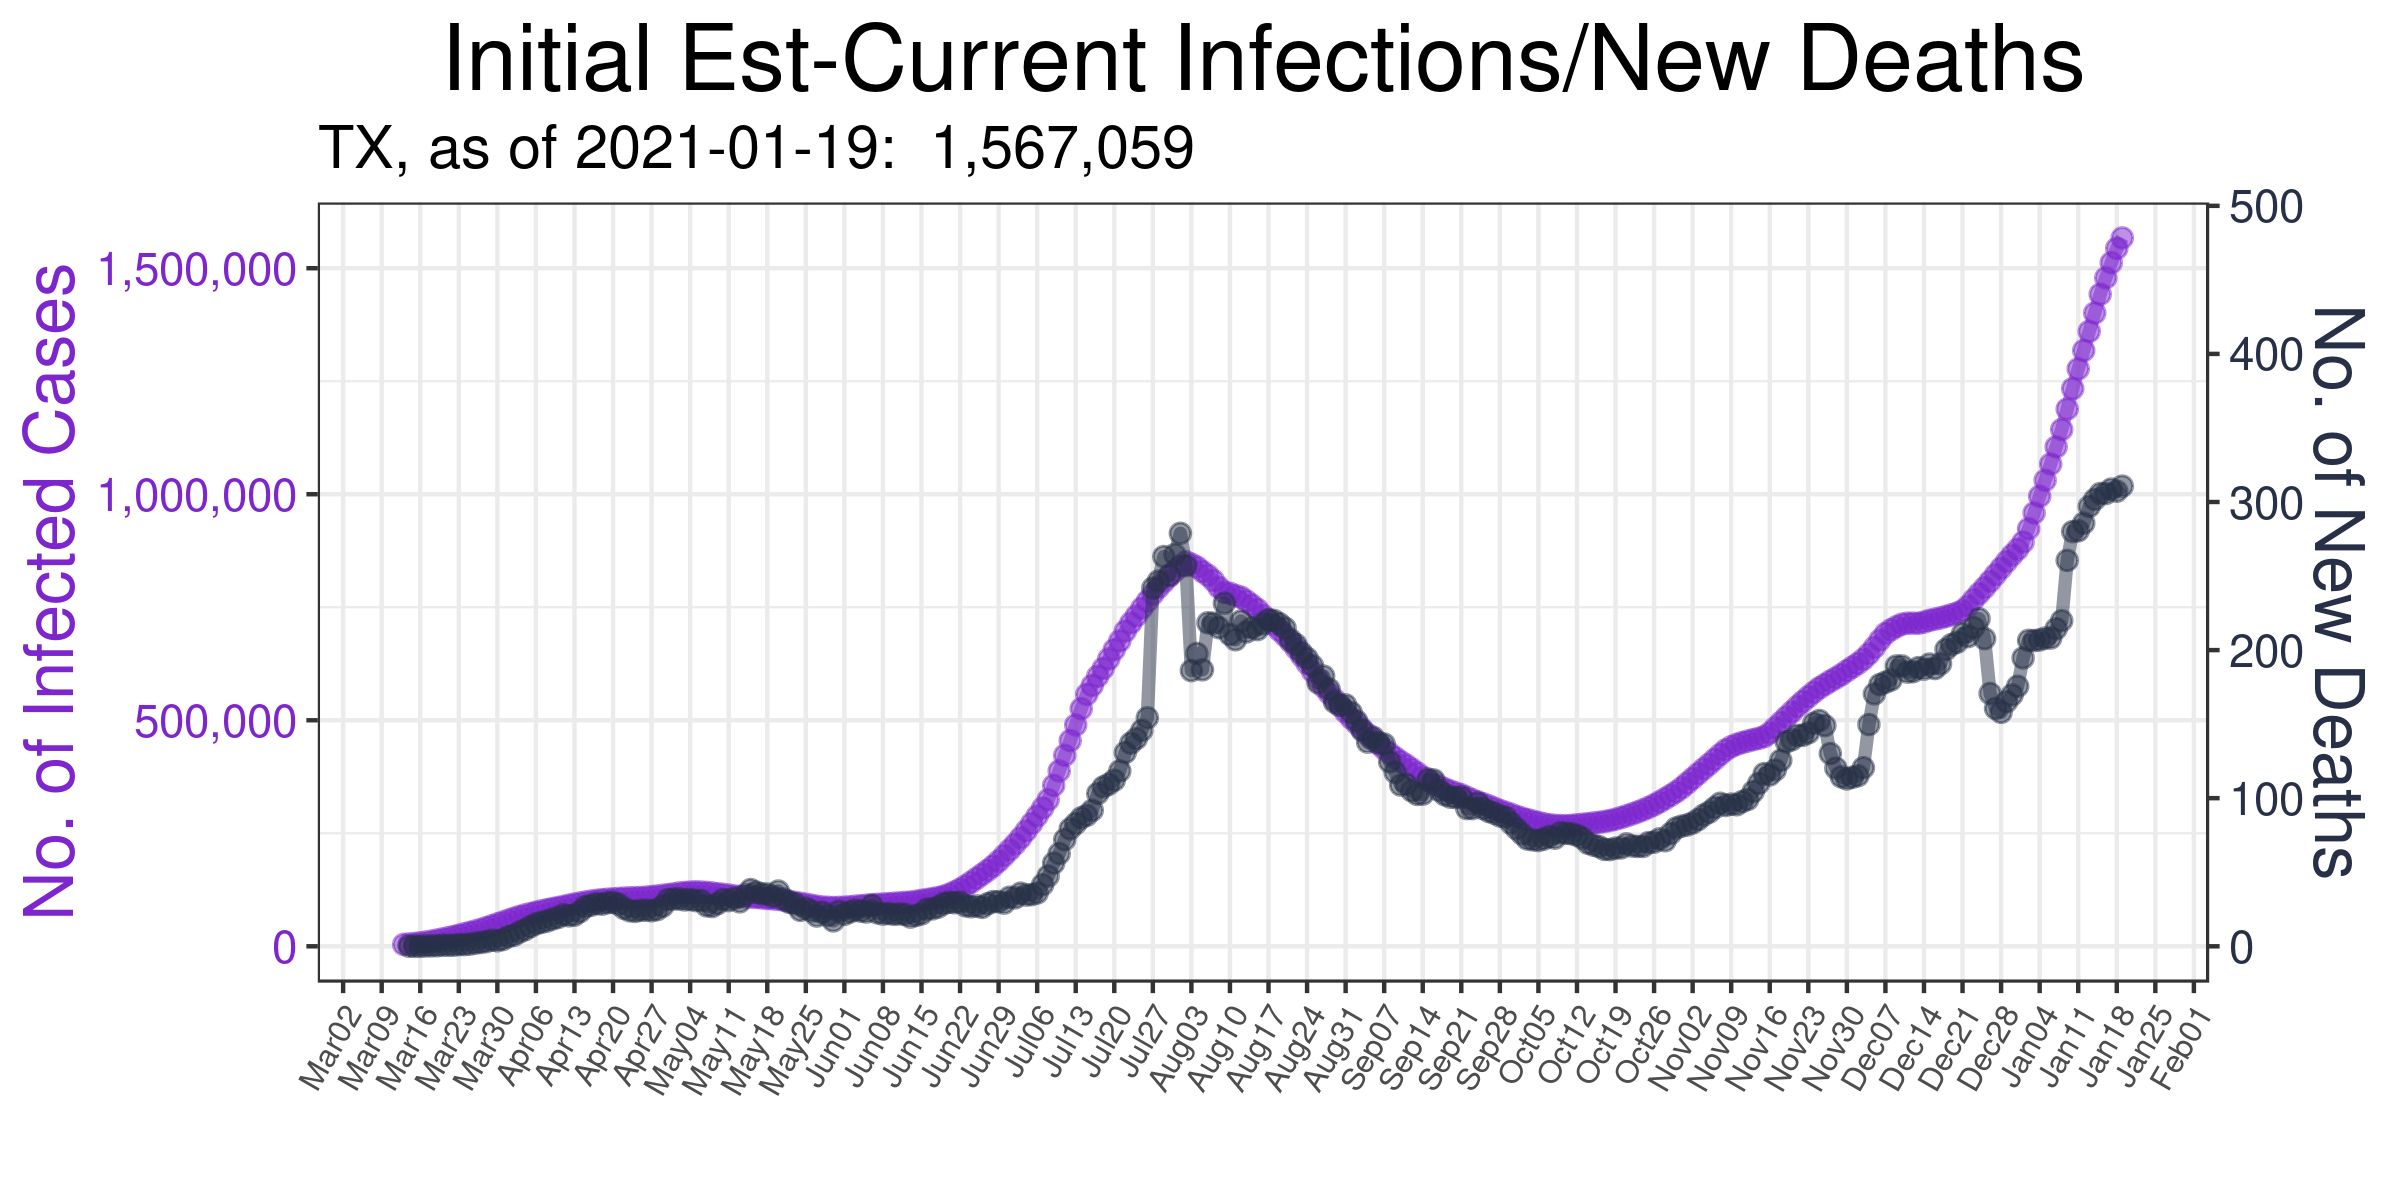 Initial Est-Current Infections/New Deaths
TX, as of 2021-01-19:  1,567,059
No. of Infected Cases
1,500,000
1,000,000
500,000
0
500
400
300
200
100
0
No. of New Deaths
Mar02
Mar09
Mar16
Mar23
Mar30
Apr06
Apr13
Apr20
Apr27
May04
May11
May18
May25
Jun01
Jun08
Jun15
Jun22
Jun29
Jul06
Jul13
Jul20
Jul27
Aug03
Aug10
Aug17
Aug24
Aug31
Sep07
Sep14
Sep21
Sep28
Oct05
Oct12
Oct19
Oct26
Nov02
Nov09
Nov16
Nov23
Nov30
Dec07
Dec14
Dec21
Dec28
Jan04
Jan11
Jan18
Jan25
Feb01